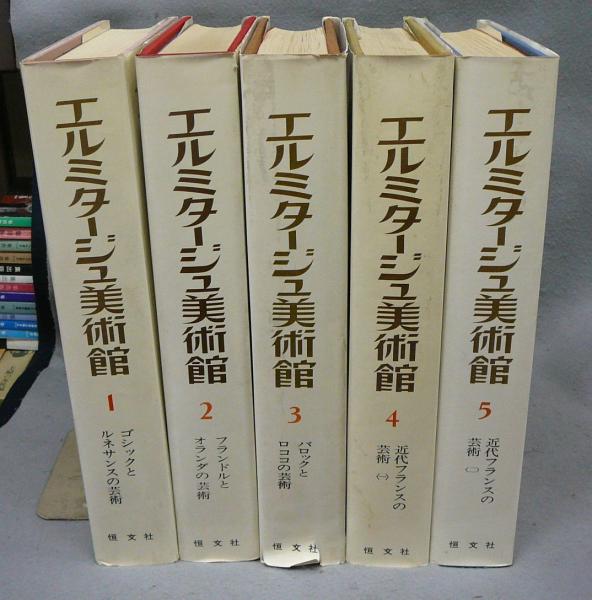 エルミタージュ美術館
1
ゴシックと
ルネサンスの芸術
恒文社
エルミタージュ美術館
2
フランドルと
オランダの芸術
恒文社
エルミタージュ美術館
3
バロックと
ロココの芸術
恒文社
エルミタージュ美術館
4
近代フランスの
芸術(一)
恒文社
エルミタージュ美術館
5
近代フランスの
芸術(二)
恒文社